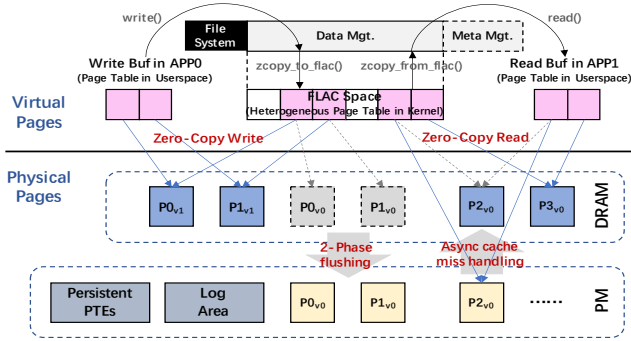 write()
read()
File
System
Data Mgt.
Meta Mgt.
zcopy_to_flac()
zcopy_from_flac()
Write Buf in APP0
(Page Table in Userspace)
Read Buf in APP1
(Page Table in Userspace)
FLAC Space
(Heterogeneous Page Table in Kernel)
Virtual
Pages
Zero-Copy Write
Zero-Copy Read
Physical
Pages
P0v1
P1v1
P0v0
P1v0
P2v0
P3v0
DRAM
2-Phase
flushing
Async cache
miss handling
Persistent
PTEs
Log
Area
P0v0
P1v0
P2v0
……
PM